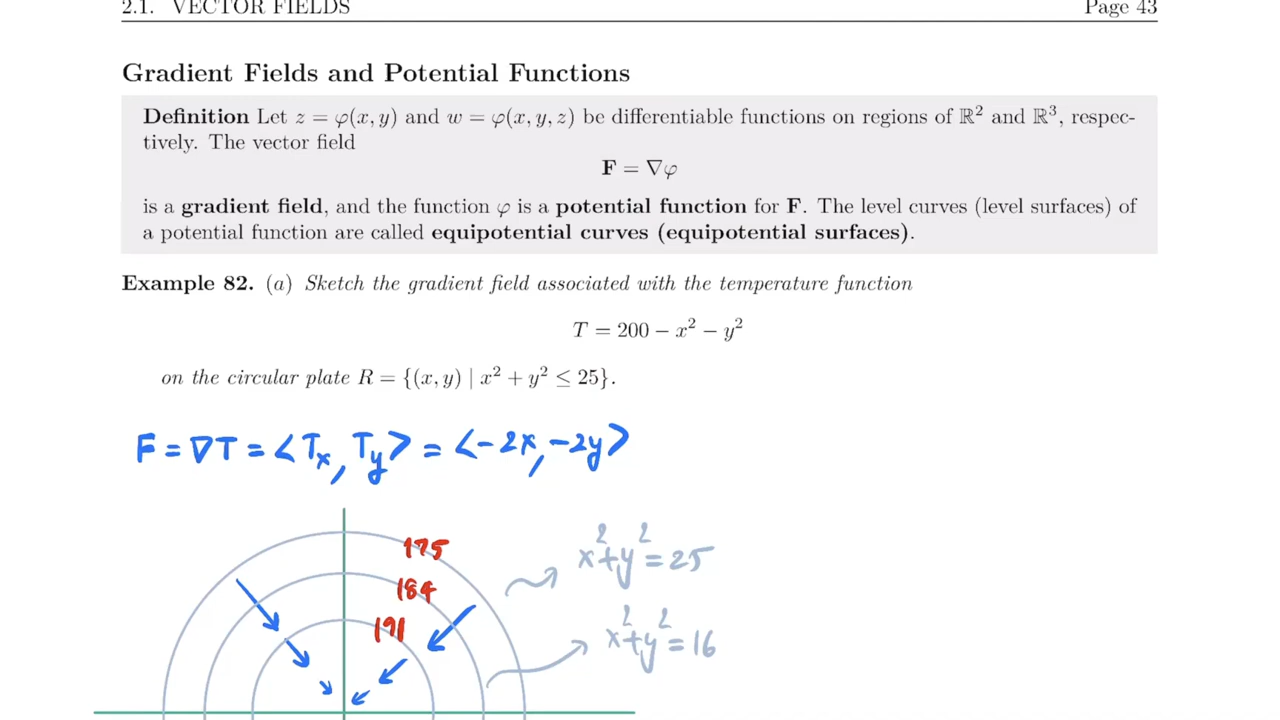 2.1. VECTOR FIELDS Page 43
Gradient Fields and Potential Functions
Definition Let z = φ(x, y) and w = φ(x, y, z) be differentiable functions on regions of ℝ² and ℝ³, respec-
tively. The vector field
F = ∇φ
is a gradient field, and the function φ is a potential function for F. The level curves (level surfaces) of
a potential function are called equipotential curves (equipotential surfaces).
Example 82. (a) Sketch the gradient field associated with the temperature function
T = 200 − x² − y²
on the circular plate R = {(x, y) | x² + y² ≤ 25}.
F = ∇T = <Tx, Ty> = <-2x, -2y>
175
x²+y²=25
184
191
x²+y²=16